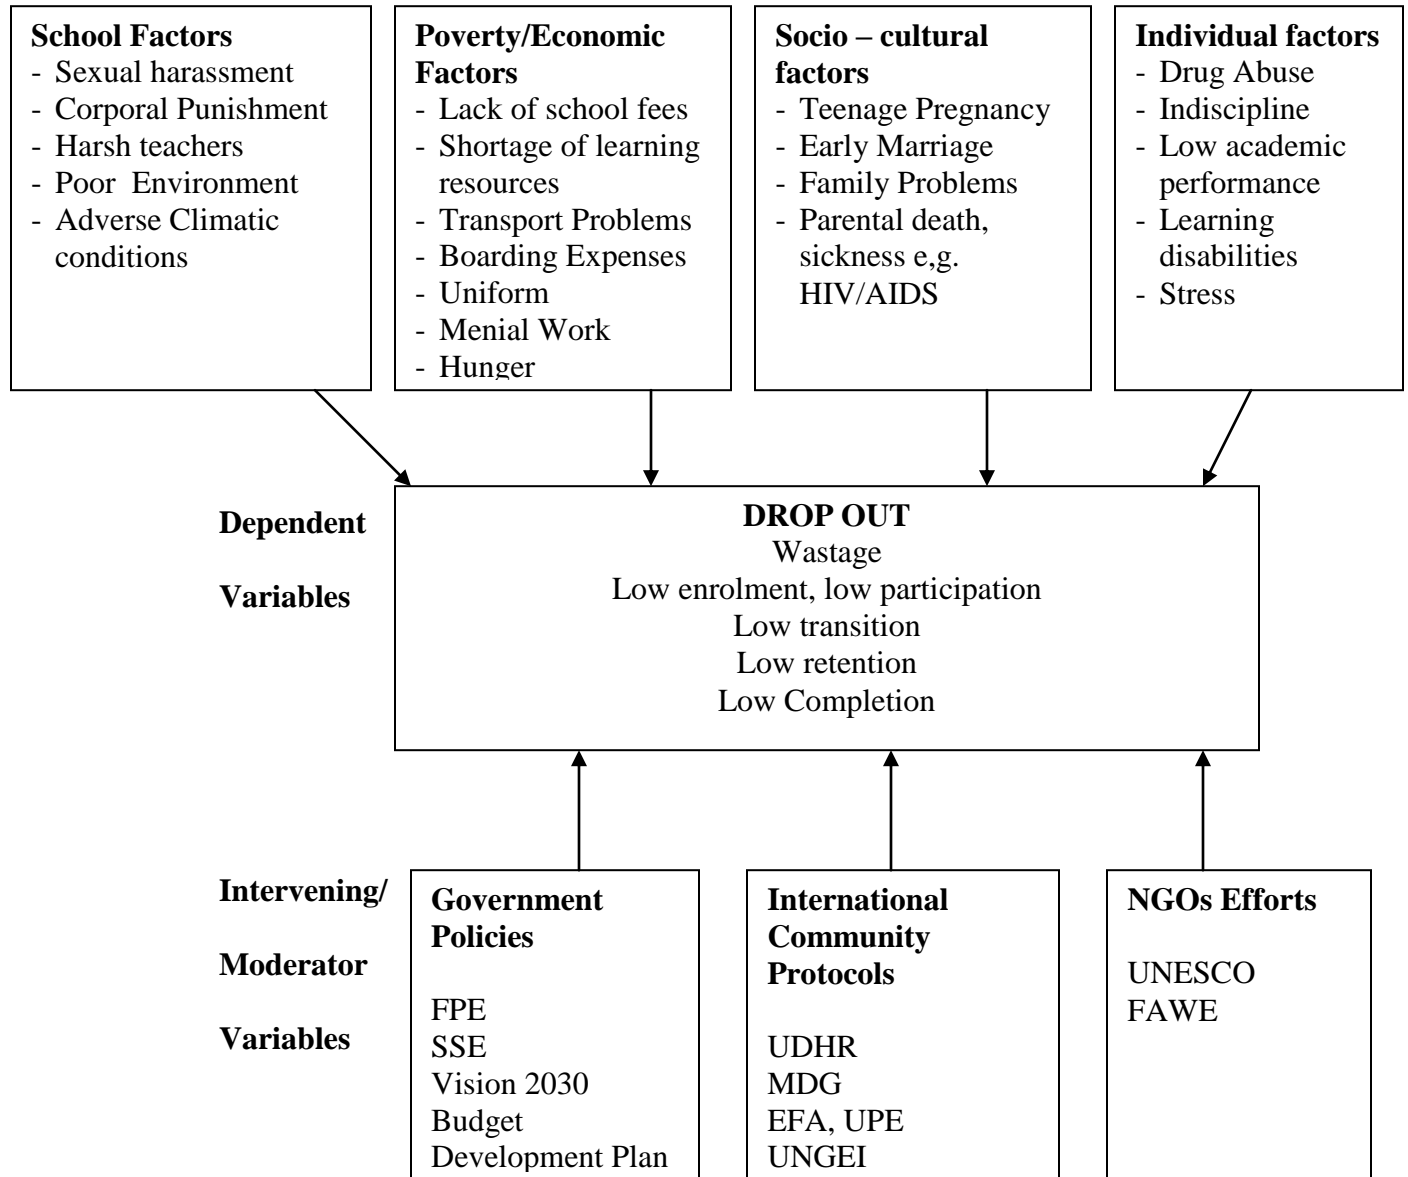 School Factors
- Sexual harassment
- Corporal Punishment
- Harsh teachers
- Poor Environment
- Adverse Climatic
conditions
Poverty/Economic
Factors
- Lack of school fees
- Shortage of learning
resources
- Transport Problems
- Boarding Expenses
- Uniform
- Menial Work
- Hunger
Socio – cultural
factors
- Teenage Pregnancy
- Early Marriage
- Family Problems
- Parental death,
sickness e,g.
HIV/AIDS
Individual factors
- Drug Abuse
- Indiscipline
- Low academic
performance
- Learning
disabilities
- Stress
Dependent
Variables
DROP OUT
Wastage
Low enrolment, low participation
Low transition
Low retention
Low Completion
Intervening/
Moderator
Variables
Government
Policies
FPE
SSE
Vision 2030
Budget
Development Plan
International
Community
Protocols
UDHR
MDG
EFA, UPE
UNGEI
NGOs Efforts
UNESCO
FAWE